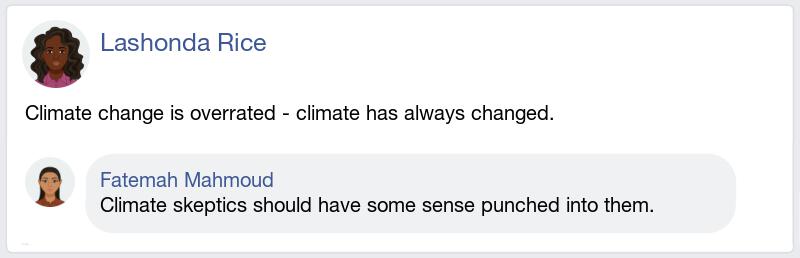 Lashonda Rice
Climate change is overrated - climate has always changed.
Fatemah Mahmoud
Climate skeptics should have some sense punched into them.